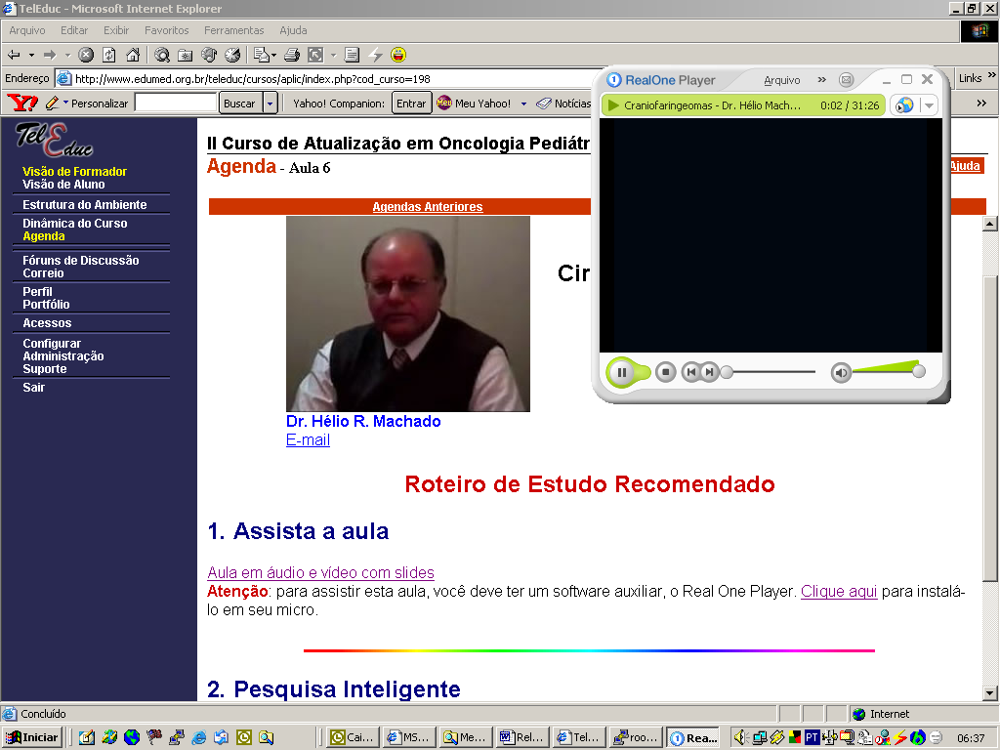 TelEduc - Microsoft Internet Explorer
Arquivo Editar Exibir Favoritos Ferramentas Ajuda
Endereço http://www.edumed.org.br/teleduc/cursos/aplic/index.php?cod_curso=198 Links »
Y! Personalizar Buscar Yahoo! Companion: Entrar Meu Yahoo! Notícias »
RealOne Player Arquivo »
Craniofaringeomas - Dr. Hélio Mach... 0:02 / 31:26
TelEduc
Visão de Formador
Visão de Aluno
Estrutura do Ambiente
Dinâmica do Curso
Agenda
Fóruns de Discussão
Correio
Perfil
Portfólio
Acessos
Configurar
Administração
Suporte
Sair
II Curso de Atualização em Oncologia Pediátr
Agenda - Aula 6
Ajuda
Agendas Anteriores
Cir
Dr. Hélio R. Machado
E-mail
Roteiro de Estudo Recomendado
1. Assista a aula
Aula em áudio e vídeo com slides
Atenção: para assistir esta aula, você deve ter um software auxiliar, o Real One Player. Clique aqui para instalá-
lo em seu micro.
2. Pesquisa Inteligente
Concluído Internet
Iniciar Cai... MS... Me... Rel... Tel... roo... Rea... PT 06:37